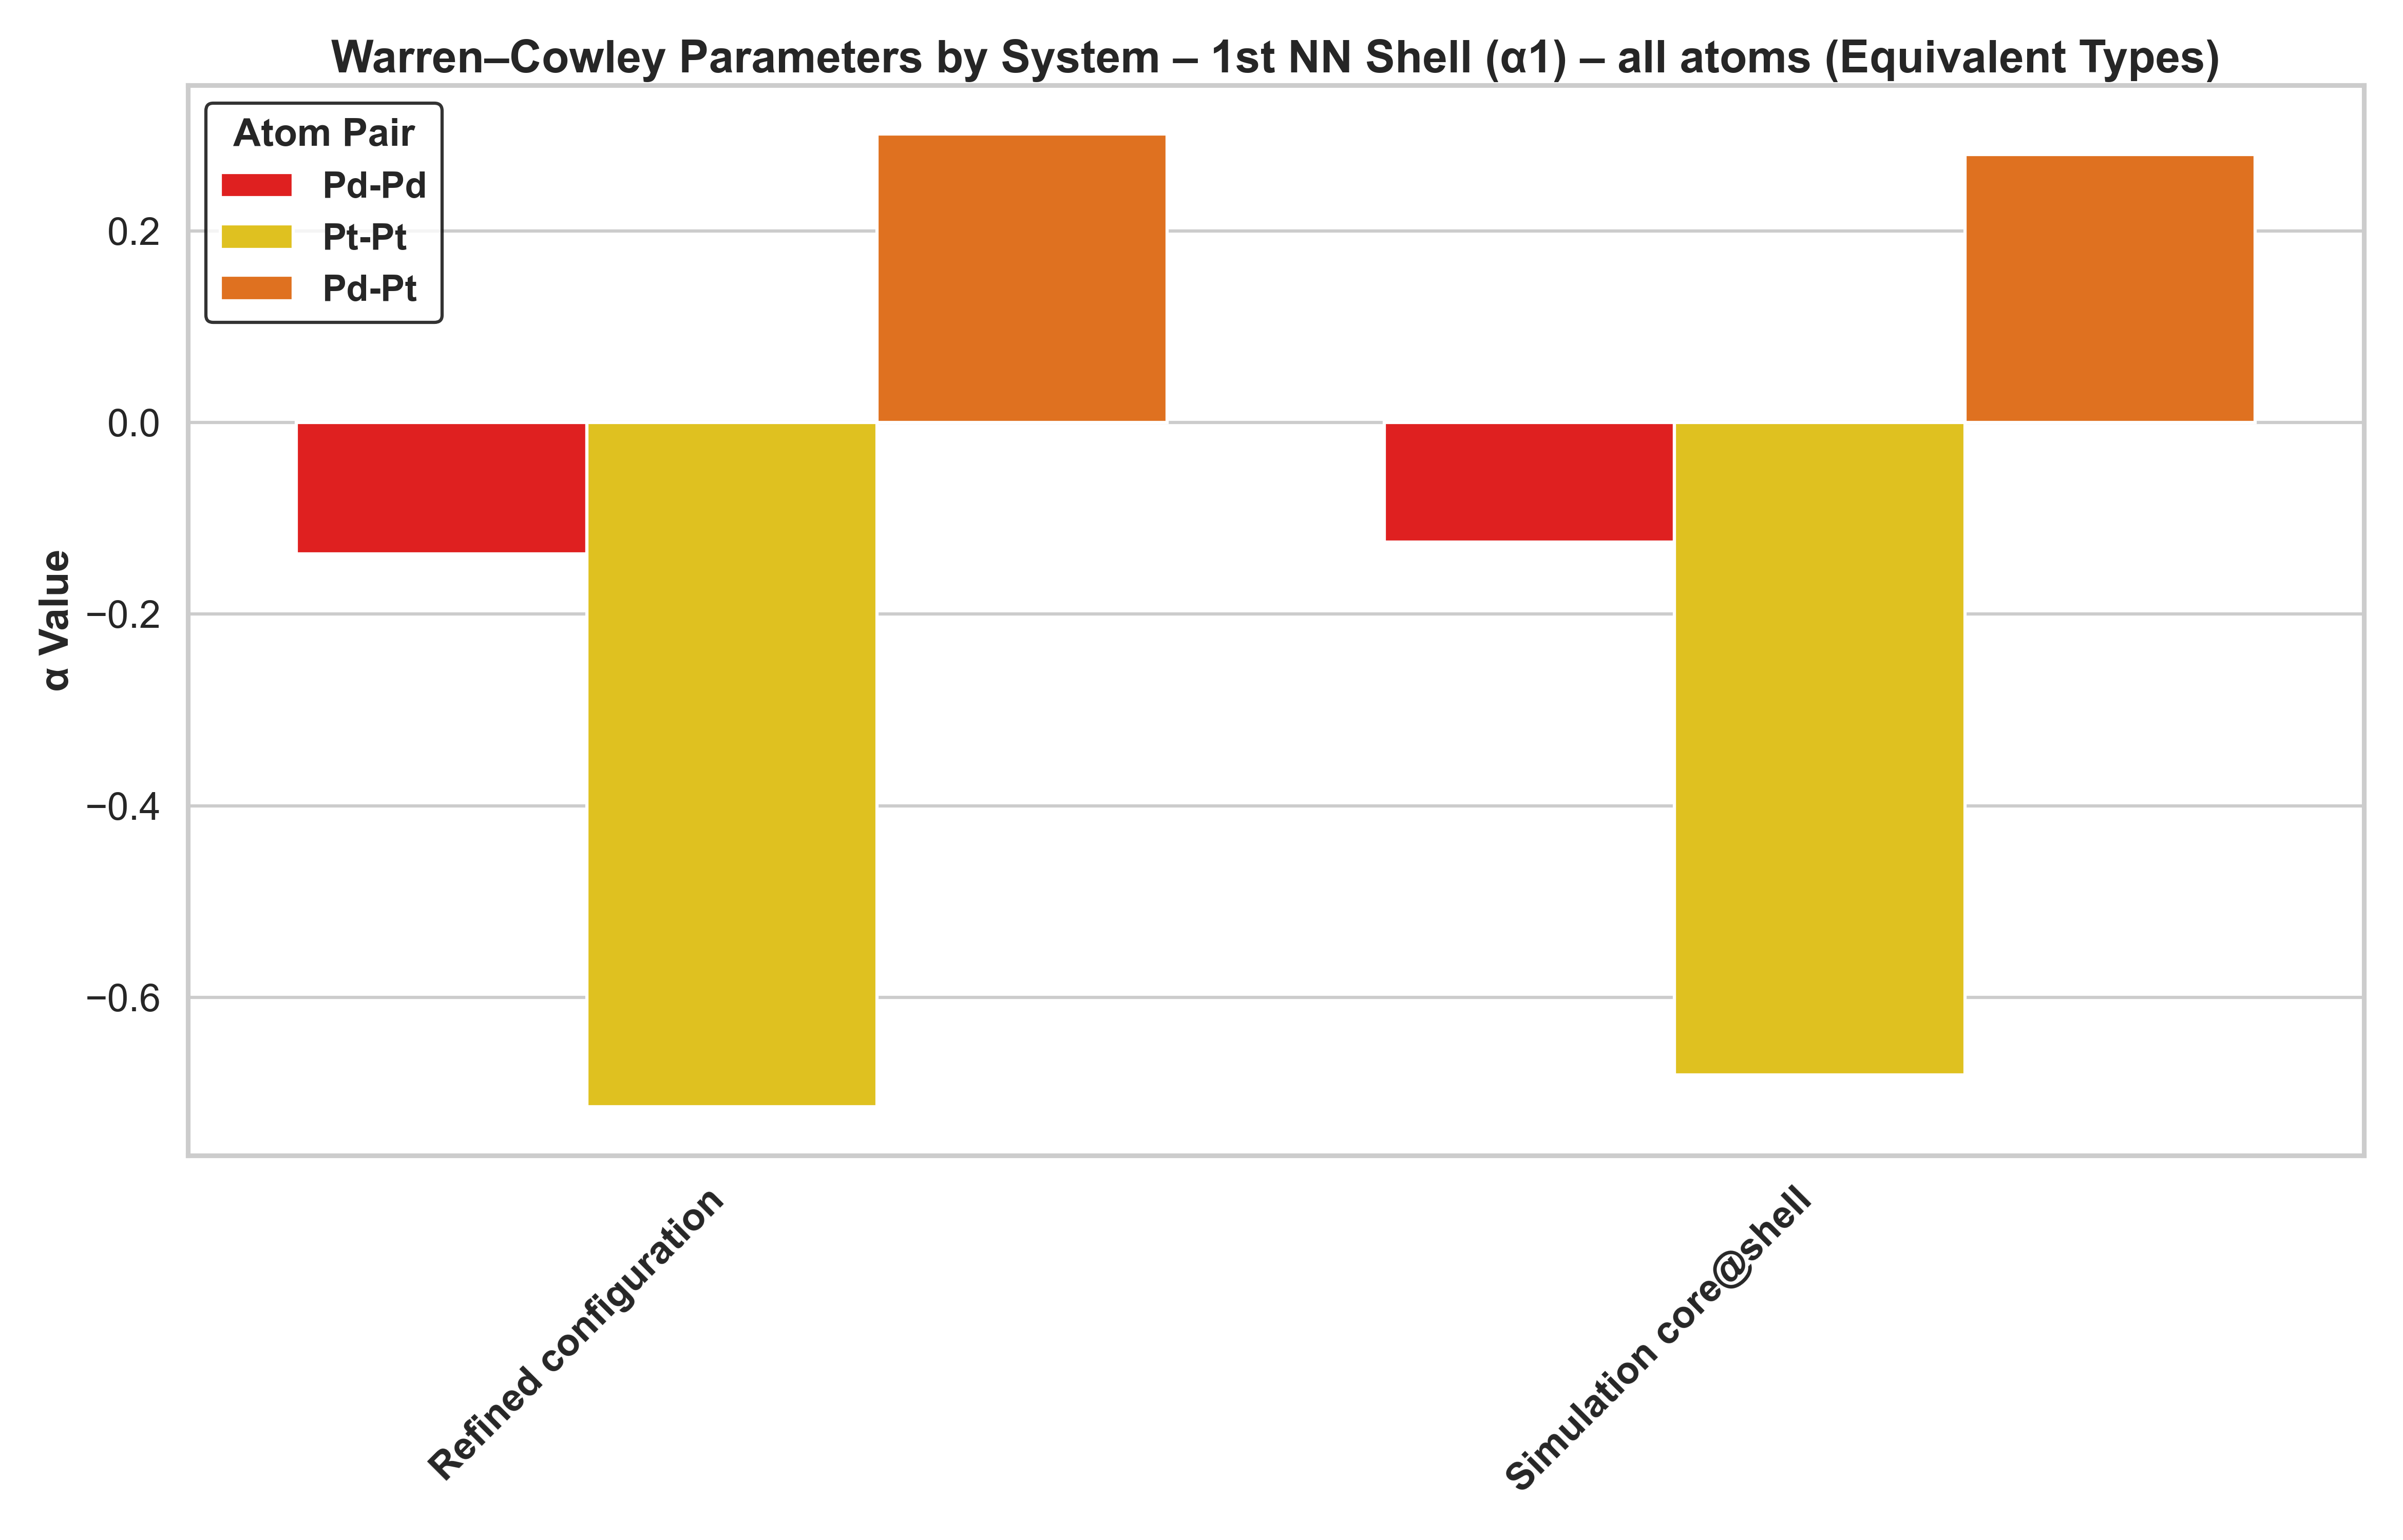 Warren–Cowley Parameters by System – 1st NN Shell (α1) – all atoms (Equivalent Types)
Atom Pair
Pd-Pd
Pt-Pt
Pd-Pt
0.2
0.0
−0.2
−0.4
−0.6
α Value
Refined configuration
Simulation core@shell